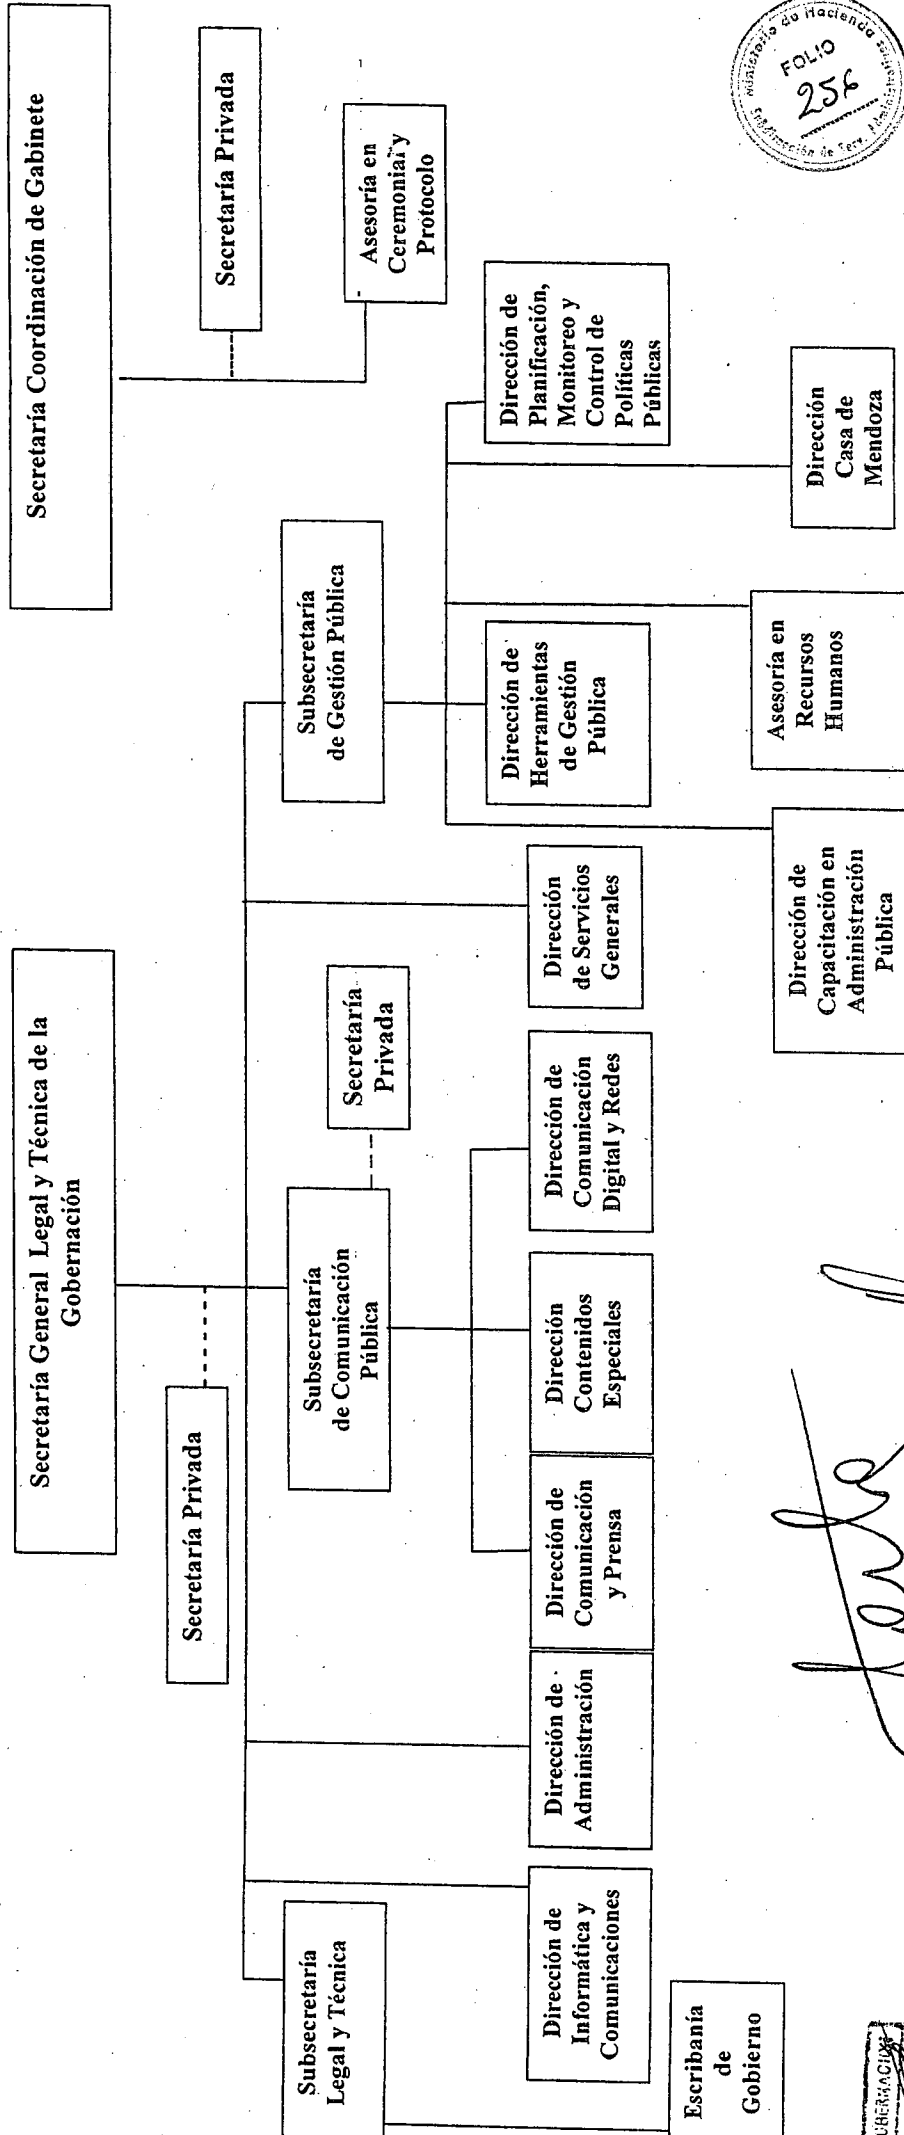 Secretaría General Legal y Técnica de la
Gobernación
Secretaría Coordinación de Gabinete
Secretaría Privada
Secretaría Privada
Asesoría en
Ceremonial y
Protocolo
Subsecretaría
Legal y Técnica
Subsecretaría
de Comunicación
Pública
Secretaría
Privada
Subsecretaría
de Gestión Pública
Dirección de
Informática y
Comunicaciones
Dirección de
Administración
Dirección de
Comunicación
y Prensa
Dirección
Contenidos
Especiales
Dirección de
Comunicación
Digital y Redes
Dirección
de Servicios
Generales
Dirección de
Herramientas
de Gestión
Pública
Dirección de
Planificación,
Monitoreo y
Control de
Políticas
Públicas
Escribanía
de
Gobierno
Dirección de
Capacitación en
Administración
Pública
Asesoría en
Recursos
Humanos
Dirección
Casa de
Mendoza
Ministerio de Hacienda
FOLIO
256